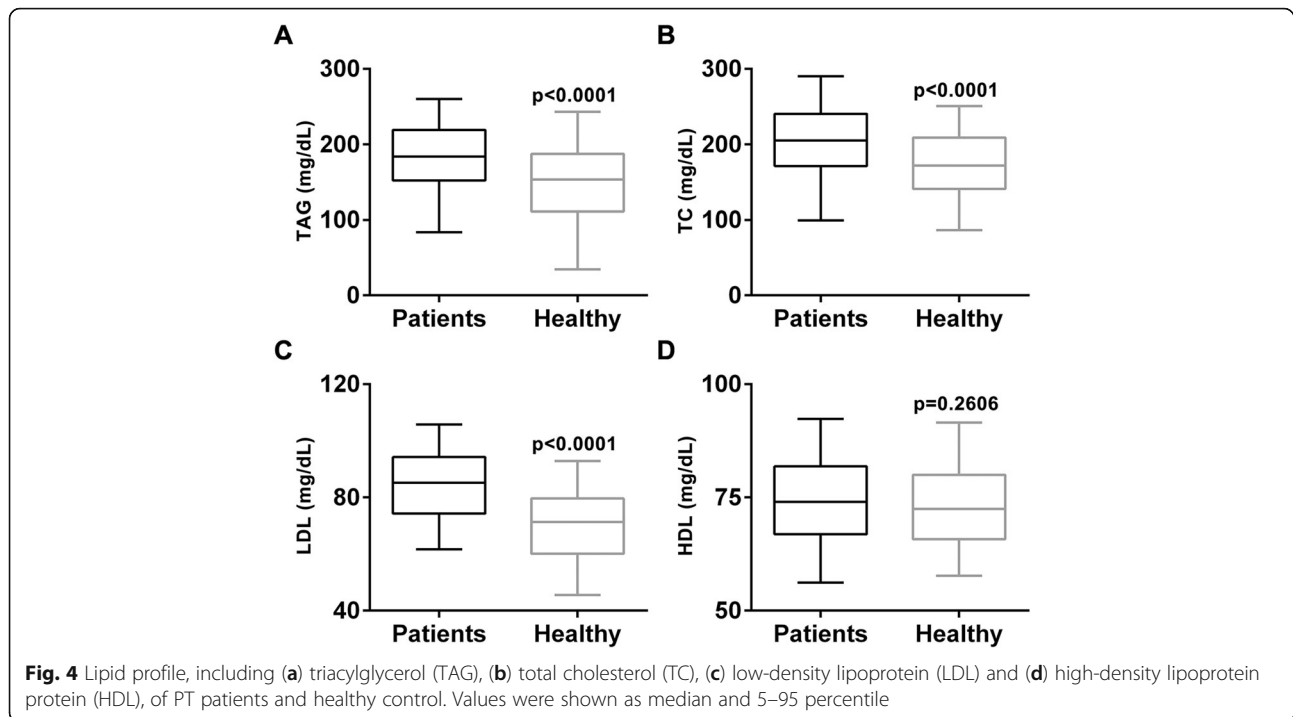 A
300
200
100
0
TAG (mg/dL)
p<0.0001
Patients Healthy
B
300
200
100
0
TC (mg/dL)
p<0.0001
Patients Healthy
C
120
80
40
LDL (mg/dL)
p<0.0001
Patients Healthy
D
100
75
50
HDL (mg/dL)
p=0.2606
Patients Healthy
Fig. 4 Lipid profile, including (a) triacylglycerol (TAG), (b) total cholesterol (TC), (c) low-density lipoprotein (LDL) and (d) high-density lipoprotein
protein (HDL), of PT patients and healthy control. Values were shown as median and 5–95 percentile